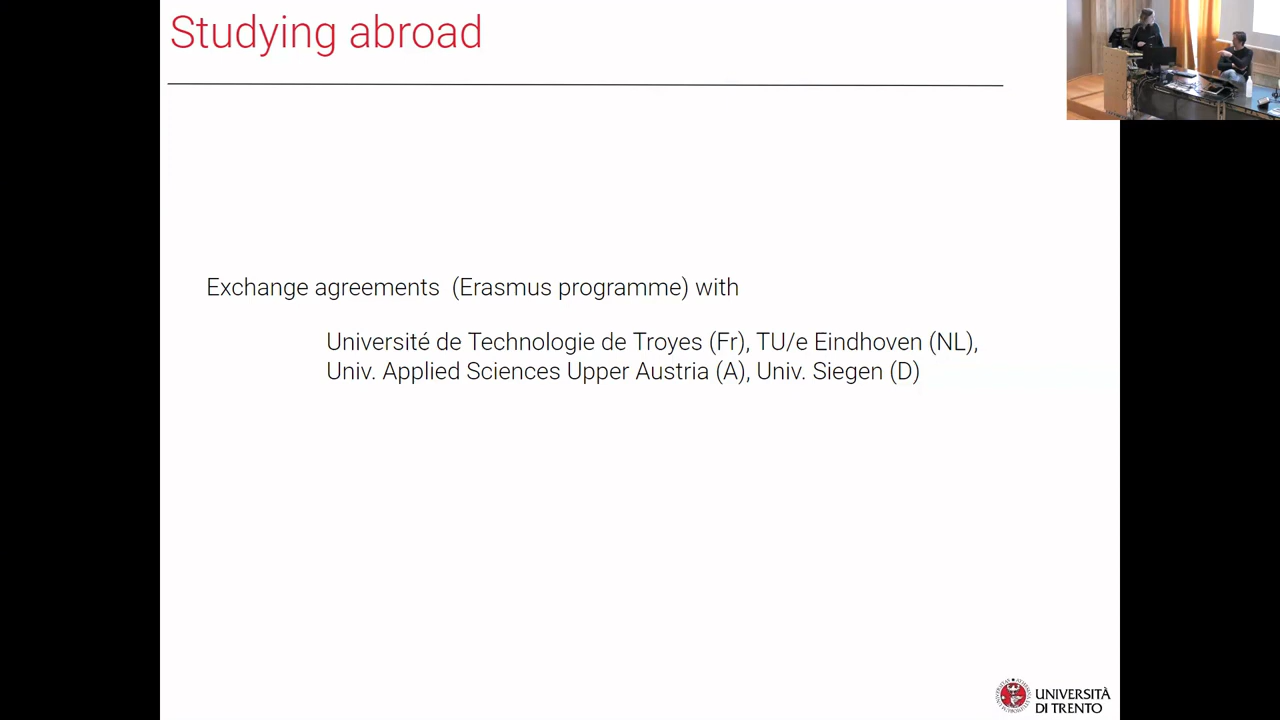 Studying abroad
Exchange agreements (Erasmus programme) with
Université de Technologie de Troyes (Fr), TU/e Eindhoven (NL),
Univ. Applied Sciences Upper Austria (A), Univ. Siegen (D)
UNIVERSITÀ
DI TRENTO